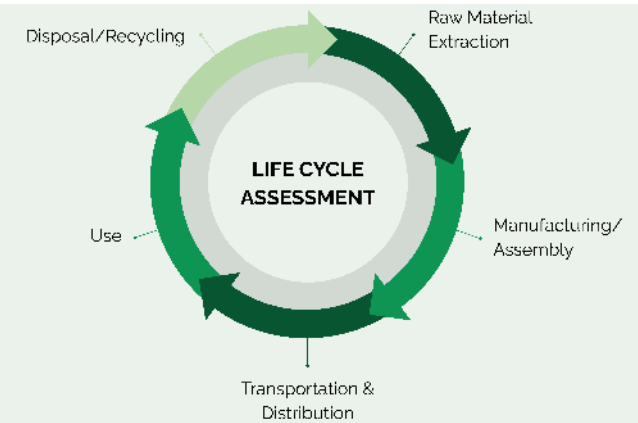 Disposal/Recycling
Raw Material
Extraction
LIFE CYCLE
ASSESSMENT
Manufacturing/
Assembly
Use
Transportation &
Distribution